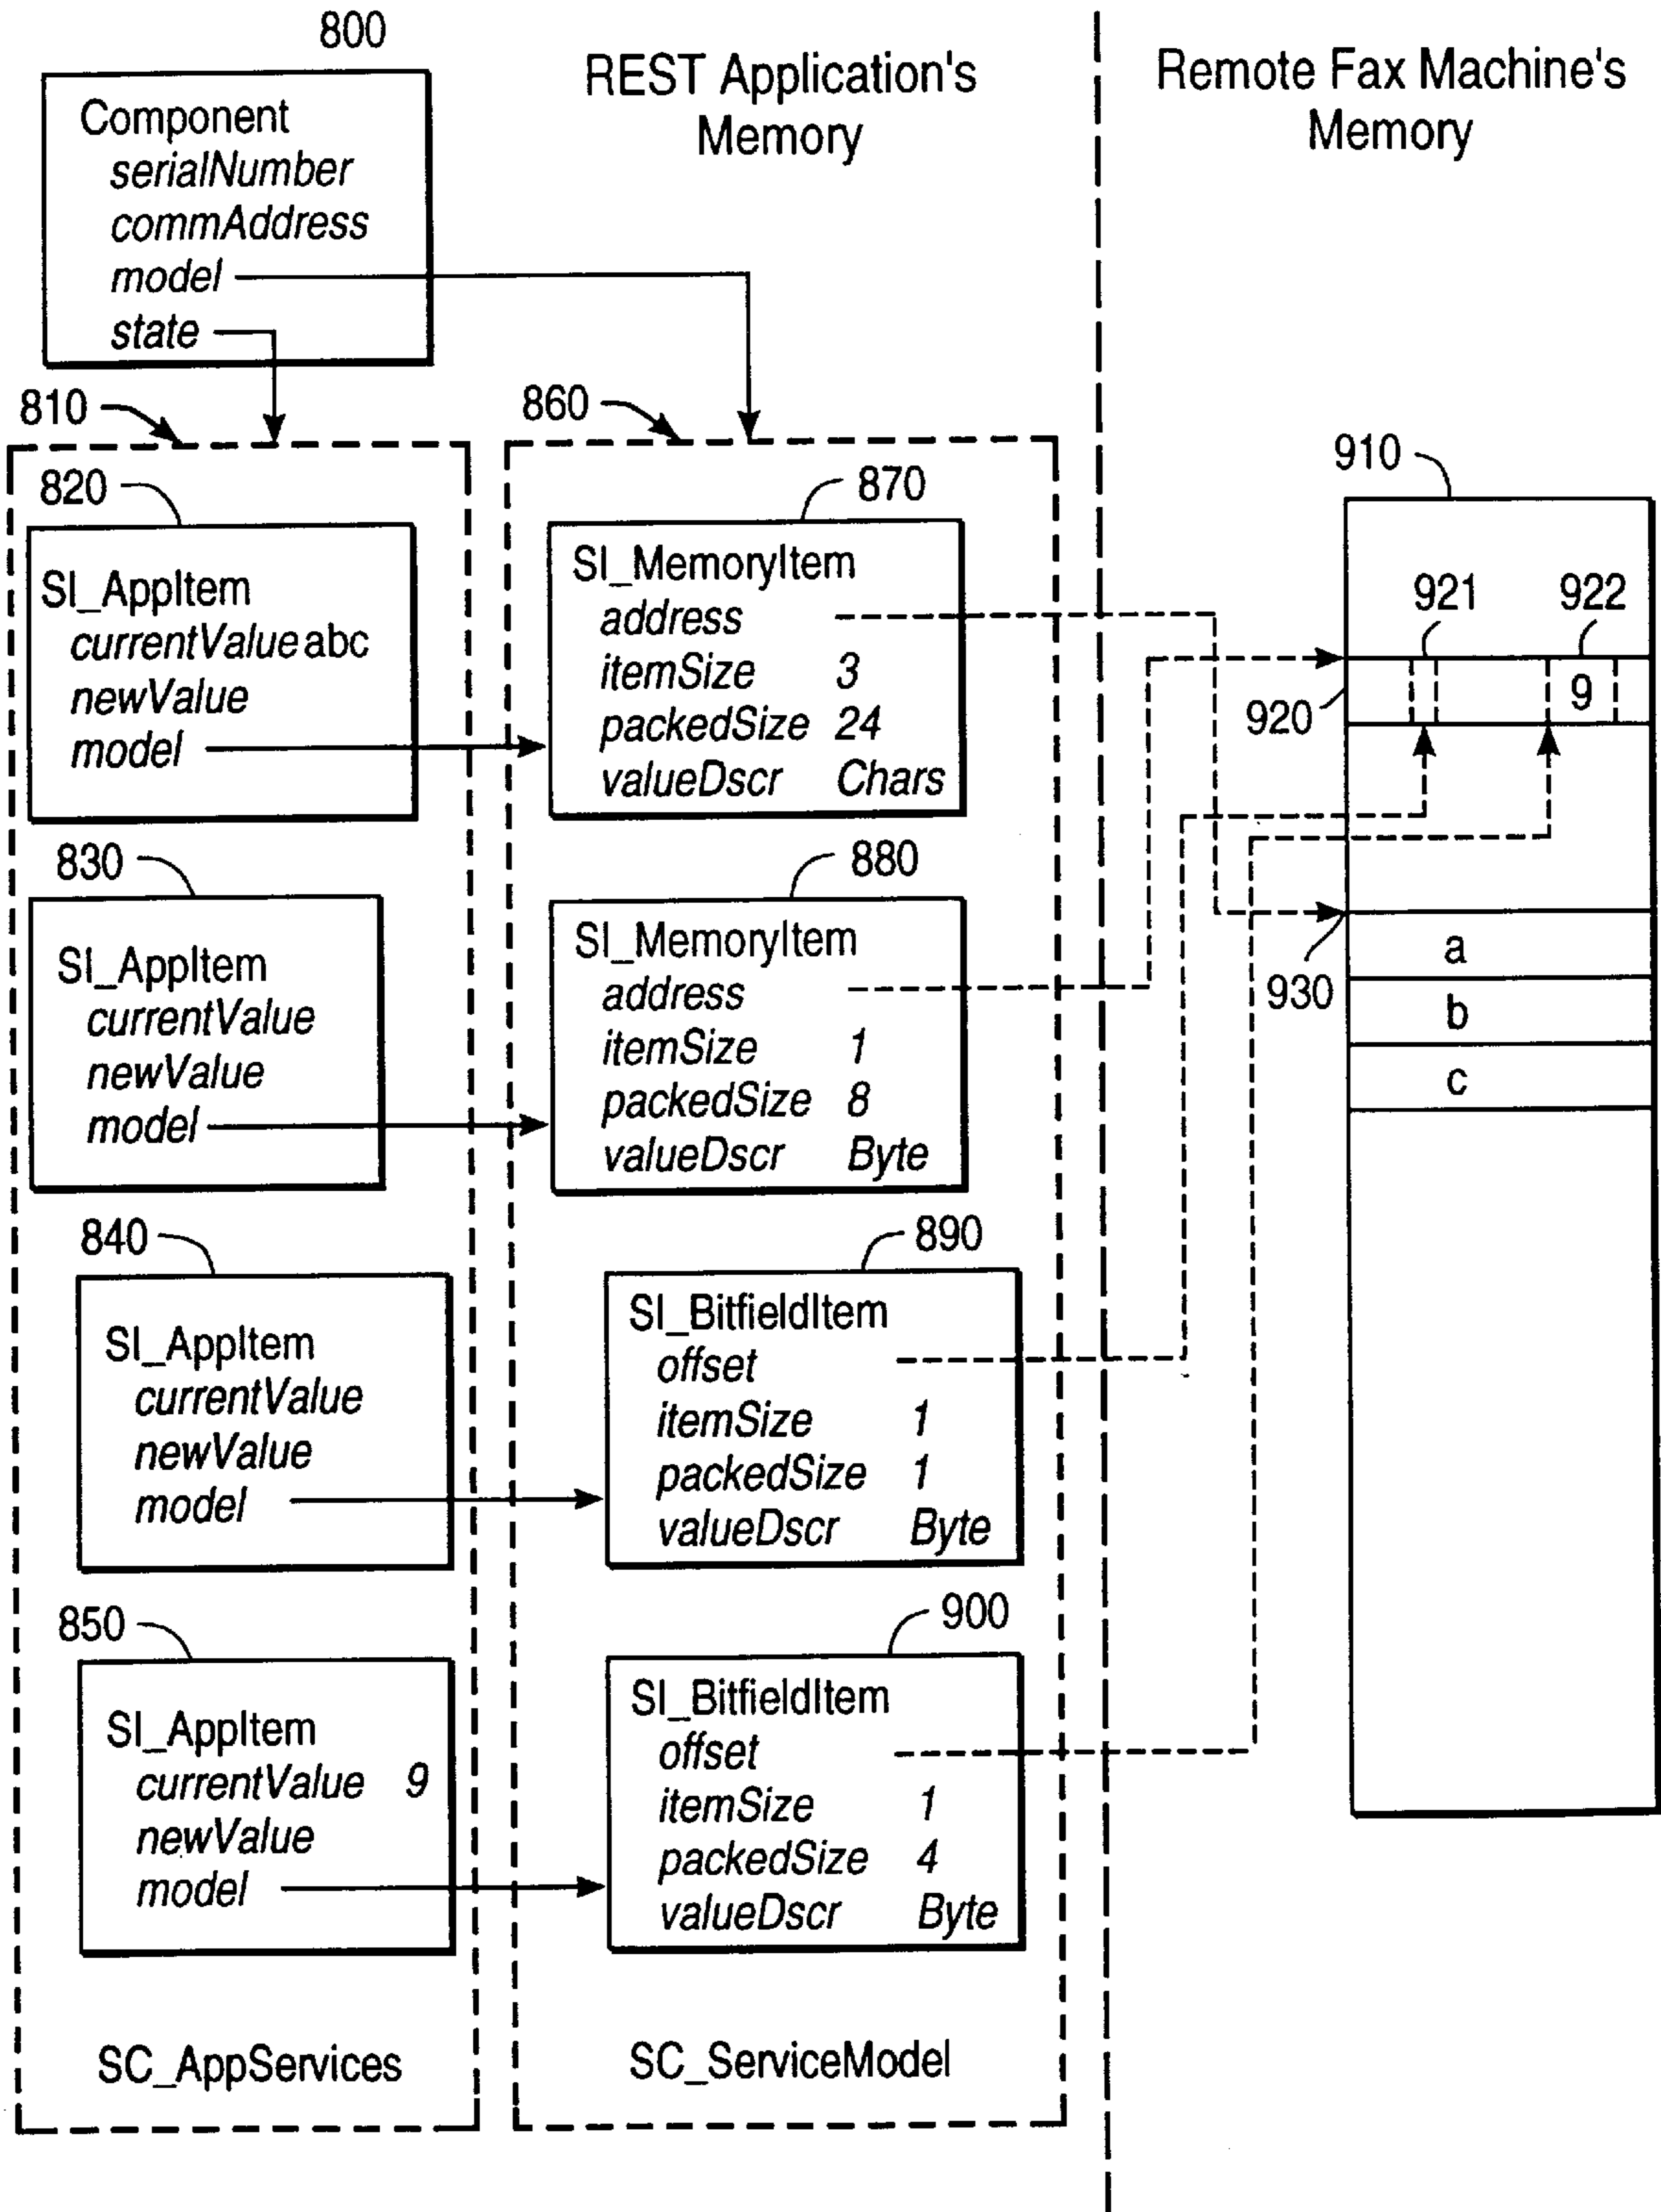 800
Component
serialNumber
commAddress
model
state
REST Application's
Memory
Remote Fax Machine's
Memory
810
820
SI_AppItem
currentValue abc
newValue
model
830
SI_AppItem
currentValue
newValue
model
840
SI_AppItem
currentValue
newValue
model
850
SI_AppItem
currentValue 9
newValue
model
SC_AppServices
860
870
SI_MemoryItem
address
itemSize 3
packedSize 24
valueDscr Chars
880
SI_MemoryItem
address
itemSize 1
packedSize 8
valueDscr Byte
890
SI_BitfieldItem
offset
itemSize 1
packedSize 1
valueDscr Byte
900
SI_BitfieldItem
offset
itemSize 1
packedSize 4
valueDscr Byte
SC_ServiceModel
910
921 922
920
9
930
a
b
c